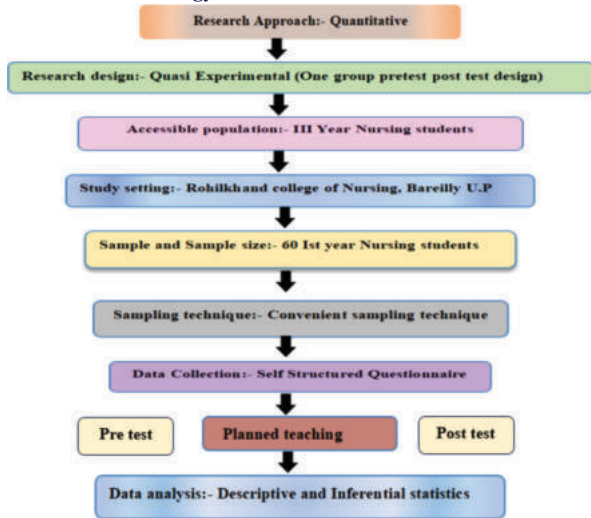 Research Approach:- Quantitative
Research design:- Quasi Experimental (One group pretest post test design)
Accessible population:- III Year Nursing students
Study setting:- Rohilkhand college of Nursing, Bareilly U.P
Sample and Sample size:- 60 Ist year Nursing students
Sampling technique:- Convenient sampling technique
Data Collection:- Self Structured Questionnaire
Pre test Planned teaching Post test
Data analysis:- Descriptive and Inferential statistics